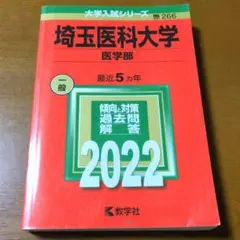 大学入試シリーズ 266
埼玉医科大学
医学部
一般
最近5カ年
傾向と対策
過去問
解答
2022
教学社